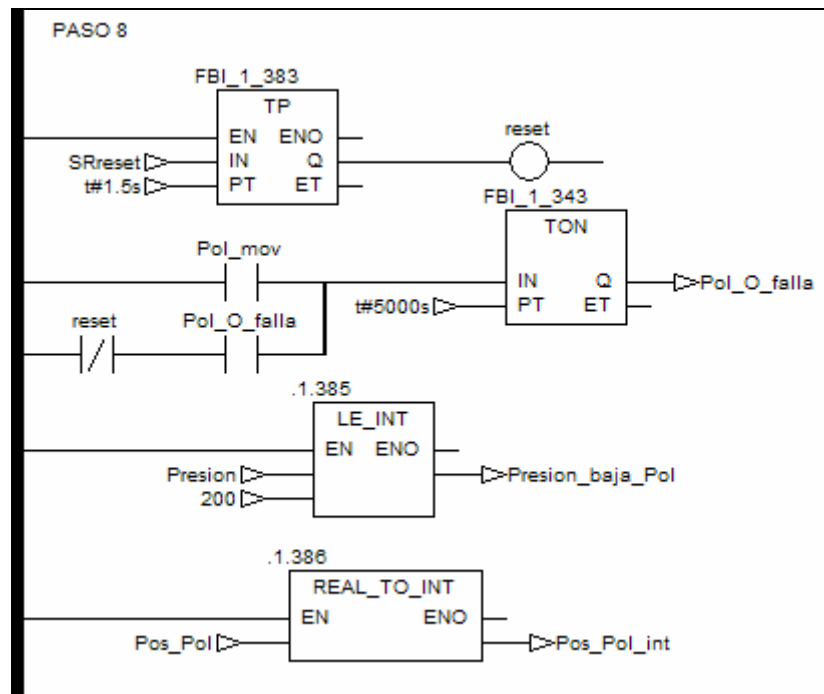 PASO 8
FBI_1_383
TP
EN ENO
SRreset IN Q
t#1.5s PT ET
reset
FBI_1_343
TON
Pol_mov
IN Q Pol_O_falla
t#5000s PT ET
reset Pol_O_falla
.1.385
LE_INT
EN ENO
Presion Presion_baja_Pol
200
.1.386
REAL_TO_INT
EN ENO
Pos_Pol Pos_Pol_int